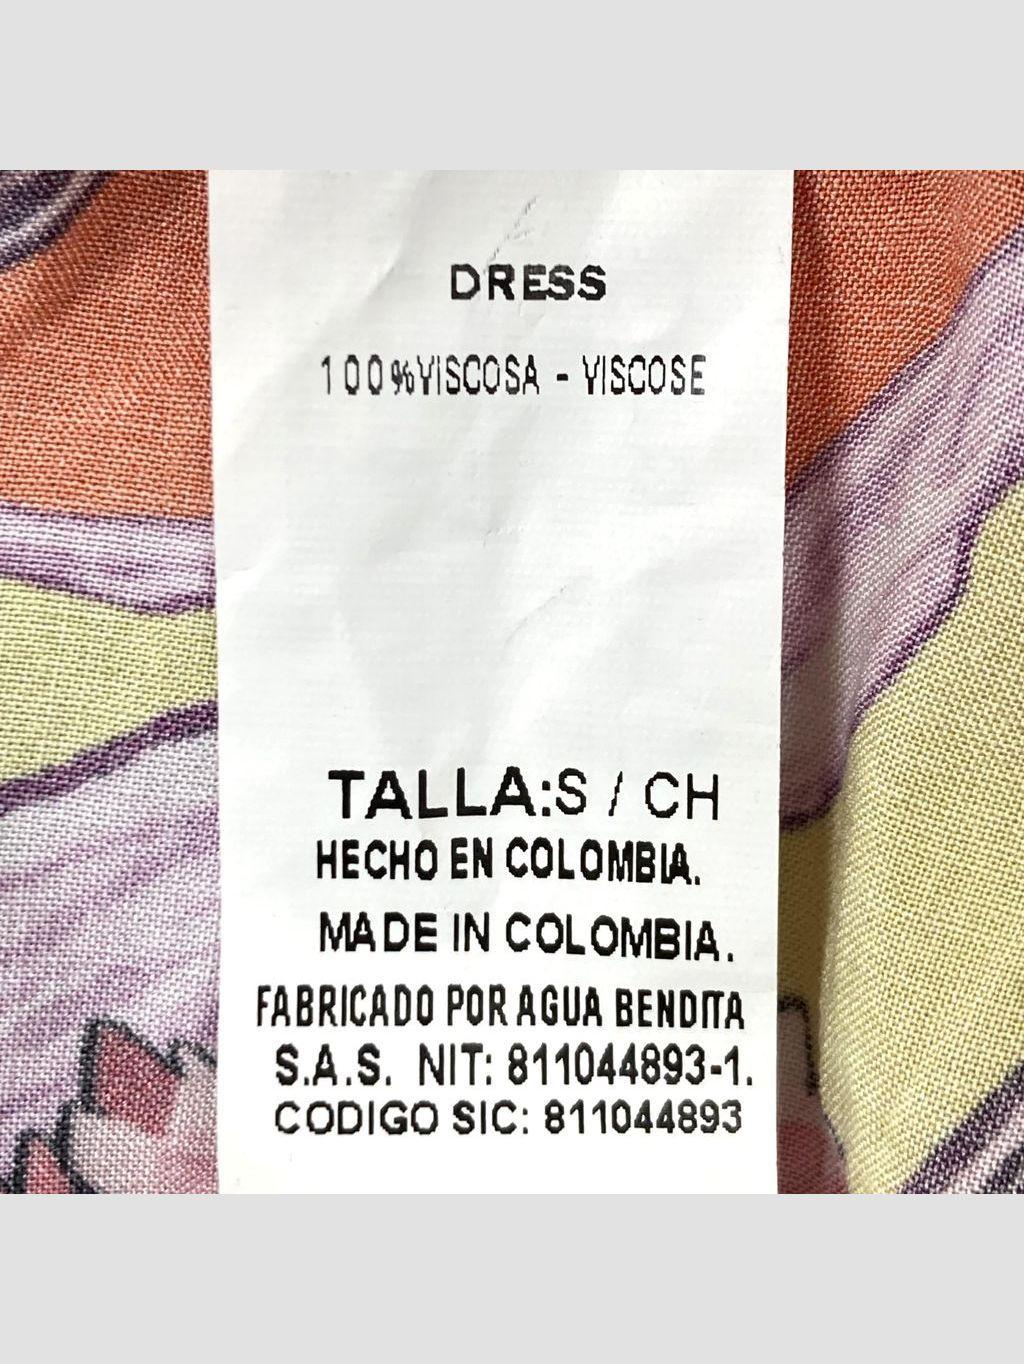 DRESS
100%VISCOSA - VISCOSE
TALLA:S / CH
HECHO EN COLOMBIA.
MADE IN COLOMBIA.
FABRICADO POR AGUA BENDITA
S.A.S. NIT: 811044893-1.
CODIGO SIC: 811044893